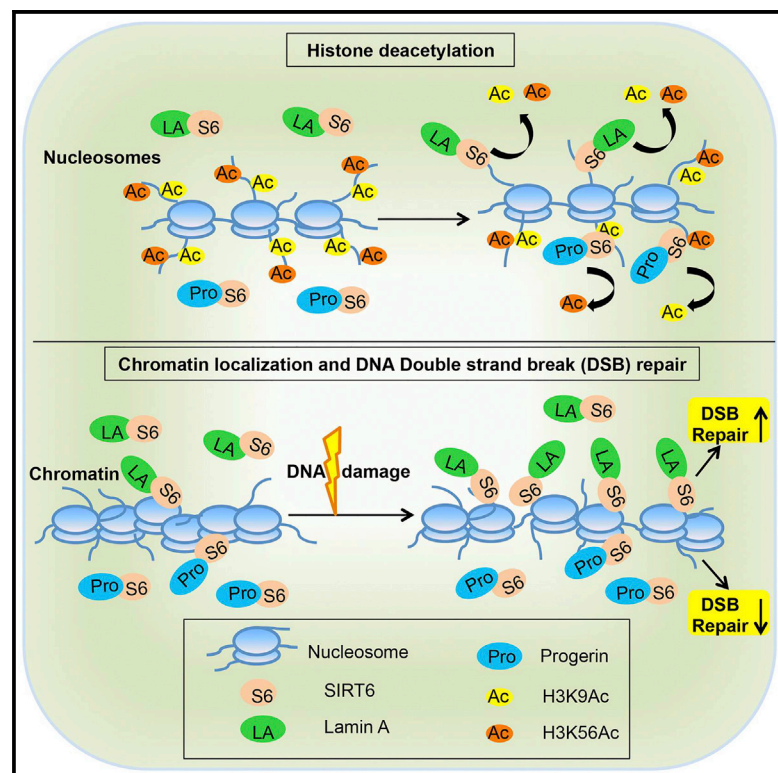 Histone deacetylation
Ac Ac Ac Ac
LA S6 LA S6 LA S6 S6 LA
Nucleosomes
Ac Ac Ac Ac Ac Ac Ac Ac
Ac Ac Ac Ac Ac Ac Ac Ac Ac
Pro S6 Pro S6
Pro S6 Pro S6
Ac Ac
Chromatin localization and DNA Double strand break (DSB) repair
LA S6 LA S6 LA S6
DSB
Repair
LA S6 LA S6 LA S6 LA S6 LA S6
Chromatin
DNA damage
Pro S6 Pro S6
Pro S6 Pro S6 Pro S6 Pro S6
DSB
Repair
Nucleosome
Pro Progerin
S6 SIRT6
Ac H3K9Ac
LA Lamin A
Ac H3K56Ac